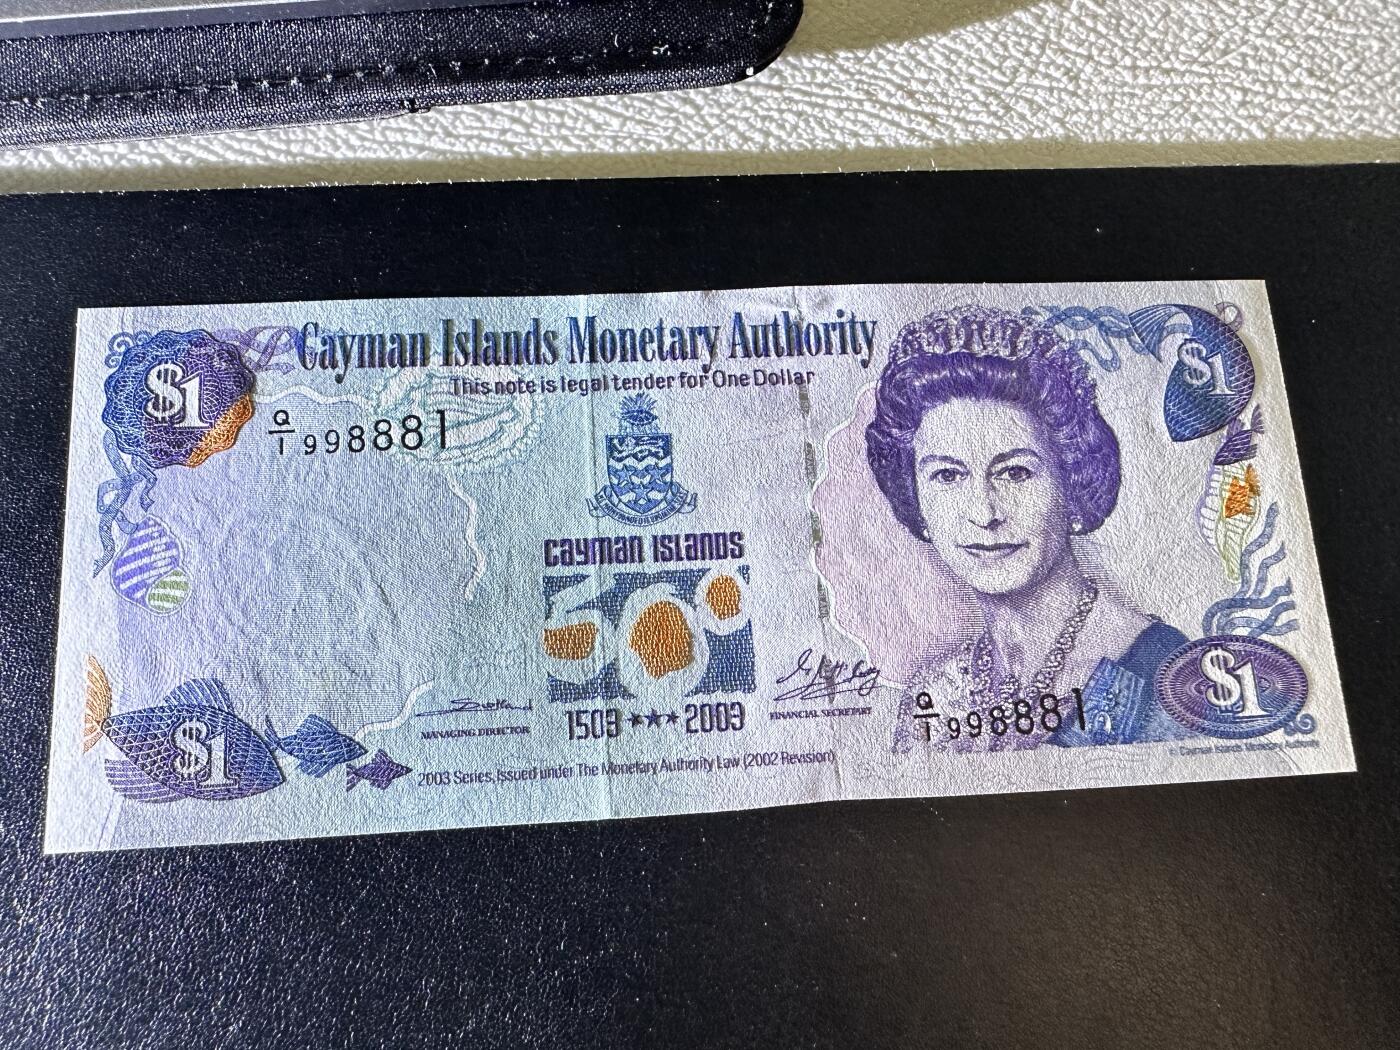 Cayman Islands Monetary Authority
This note is legal tender for One Dollar
$1
$1
Q/1 998881
CAYMAN ISLANDS
1503 ★★★ 2003
MANAGING DIRECTOR
FINANCIAL SECRETARY
Q/1 998881
$1
$1
2003 Series, Issued under The Monetary Authority Law (2002 Revision)
© Cayman Islands Monetary Authority